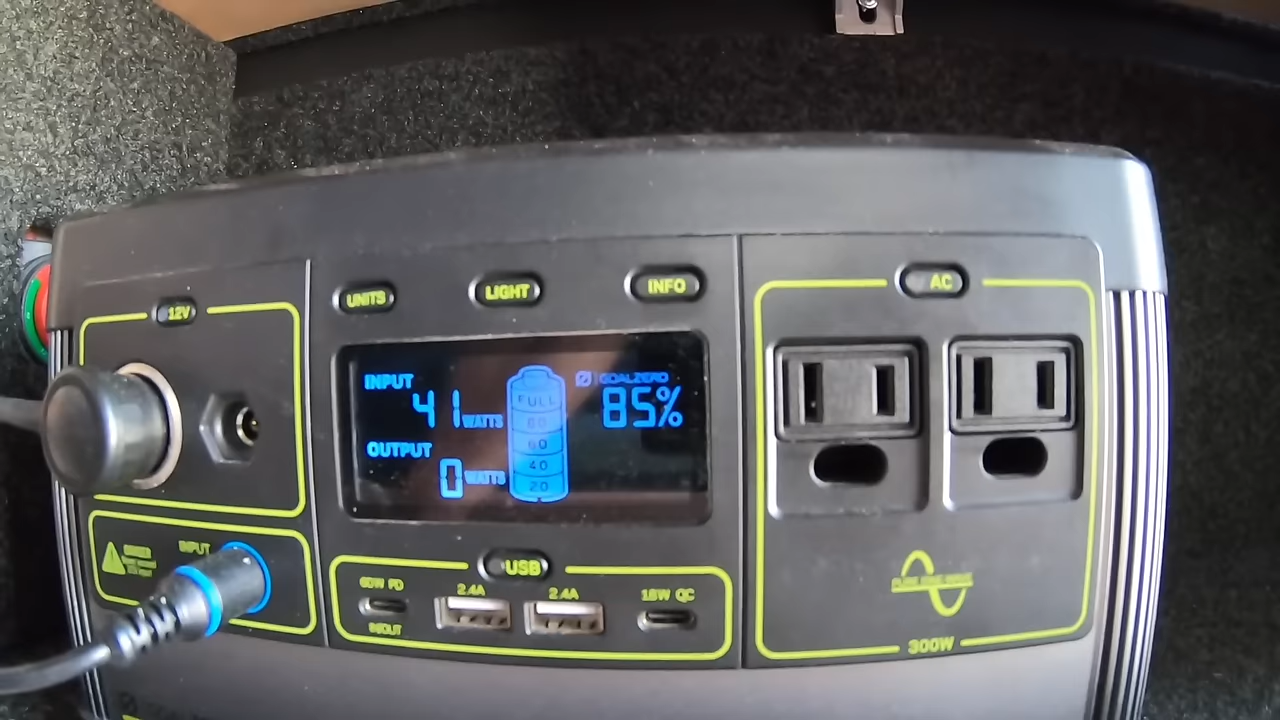 UNITS
LIGHT
INFO
AC
12V
INPUT
41 WATTS
OUTPUT
0 WATTS
FULL
80
60
40
20
GOALZERO
85%
INPUT
USB
60W PD
IN/OUT
2.4A
2.4A
18W QC
PURE SINE WAVE
300W